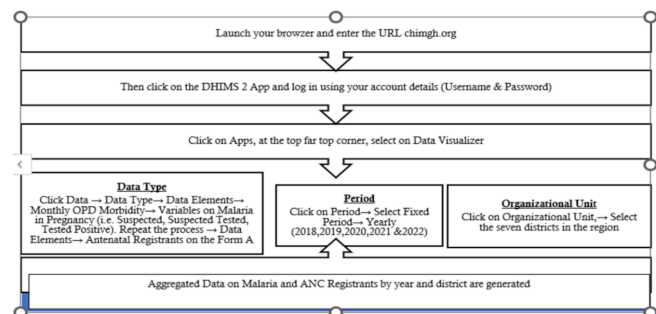 Launch your browzer and enter the URL chimgh.org
Then click on the DHIMS 2 App and log in using your account details (Username & Password)
Click on Apps, at the top far top corner, select on Data Visualizer
Data Type
Click Data → Data Type→ Data Elements→
Monthly OPD Morbidity→ Variables on Malaria
in Pregnancy (i.e. Suspected, Suspected Tested,
Tested Positive). Repeat the process → Data
Elements→ Antenatal Registrants on the Form A
Period
Click on Period→ Select Fixed
Period→ Yearly
(2018,2019,2020,2021 &2022)
Organizational Unit
Click on Organizational Unit,→ Select
the seven districts in the region
Aggregated Data on Malaria and ANC Registrants by year and district are generated